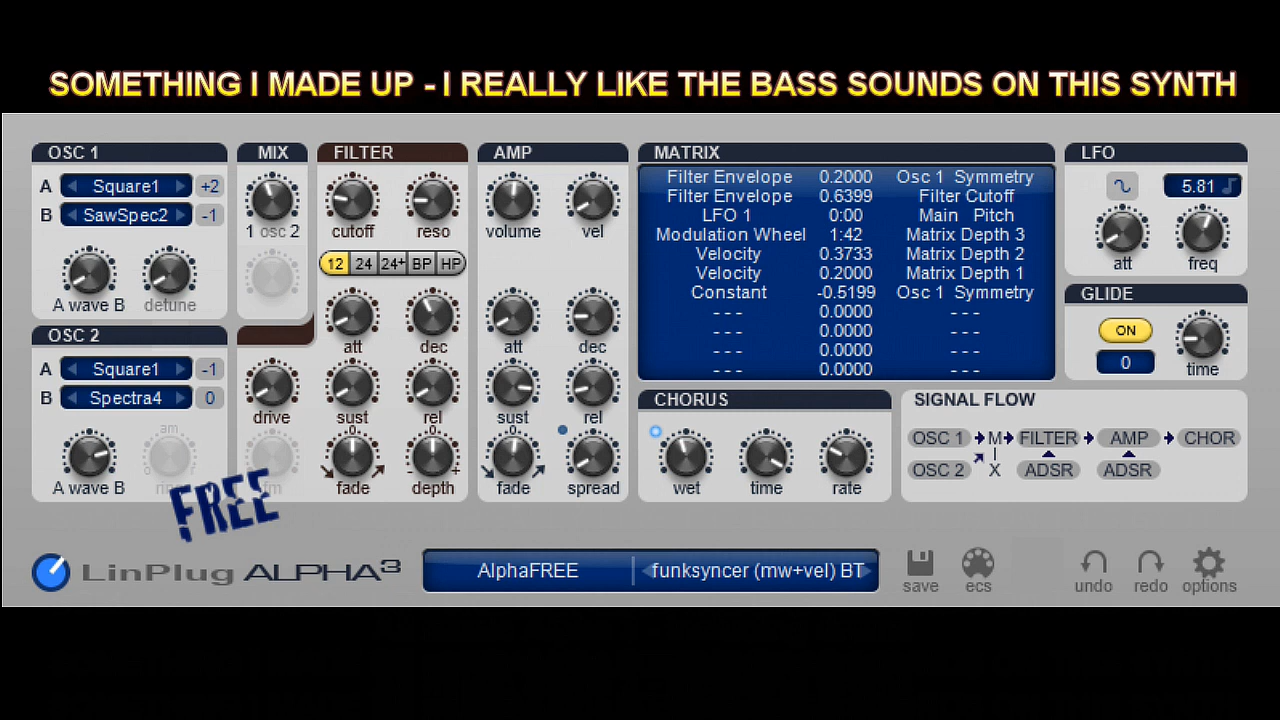 SOMETHING I MADE UP - I REALLY LIKE THE BASS SOUNDS ON THIS SYNTH
OSC 1
A Square1 +2
B SawSpec2 -1
A wave B detune
OSC 2
A Square1 -1
B Spectra4 0
am
A wave B ring fm
FREE
MIX
1 osc 2
drive
FILTER
cutoff reso
12 24 24+ BP HP
att dec
sust rel
0 0
- +
fade depth
AMP
volume vel
att dec
sust rel
0
fade spread
MATRIX
Filter Envelope 0.2000 Osc 1 Symmetry
Filter Envelope 0.6399 Filter Cutoff
LFO 1 0:00 Main Pitch
Modulation Wheel 1:42 Matrix Depth 3
Velocity 0.3733 Matrix Depth 2
Velocity 0.2000 Matrix Depth 1
Constant -0.5199 Osc 1 Symmetry
- - - 0.0000 - - -
- - - 0.0000 - - -
- - - 0.0000 - - -
- - - 0.0000 - - -
LFO
5.81
att freq
GLIDE
ON
0
time
CHORUS
wet time rate
SIGNAL FLOW
OSC 1 M FILTER AMP CHOR
OSC 2 X ADSR ADSR
LinPlug ALPHA3
AlphaFREE funksyncer (mw+vel) BT
save ecs undo redo options